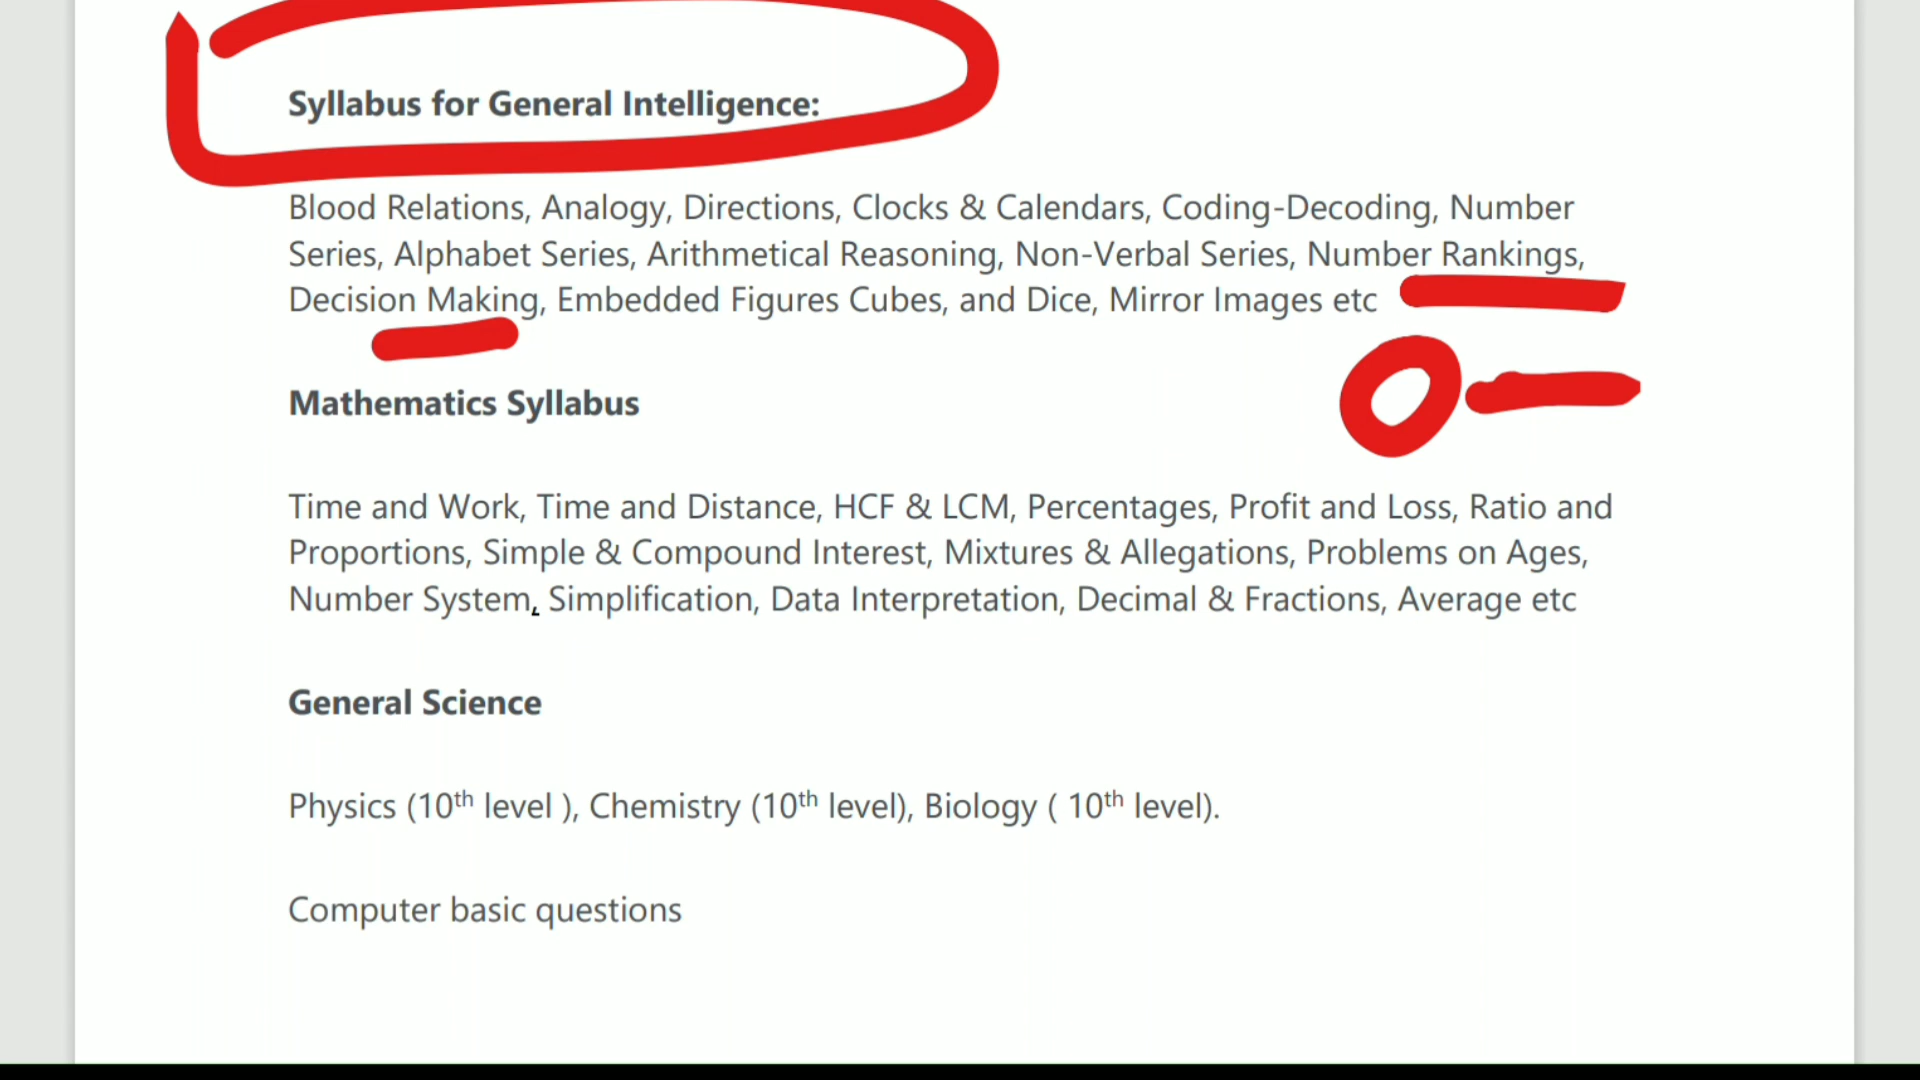 Syllabus for General Intelligence:
Blood Relations, Analogy, Directions, Clocks & Calendars, Coding-Decoding, Number
Series, Alphabet Series, Arithmetical Reasoning, Non-Verbal Series, Number Rankings,
Decision Making, Embedded Figures Cubes, and Dice, Mirror Images etc
Mathematics Syllabus
Time and Work, Time and Distance, HCF & LCM, Percentages, Profit and Loss, Ratio and
Proportions, Simple & Compound Interest, Mixtures & Allegations, Problems on Ages,
Number System, Simplification, Data Interpretation, Decimal & Fractions, Average etc
General Science
Physics (10th level ), Chemistry (10th level), Biology ( 10th level).
Computer basic questions